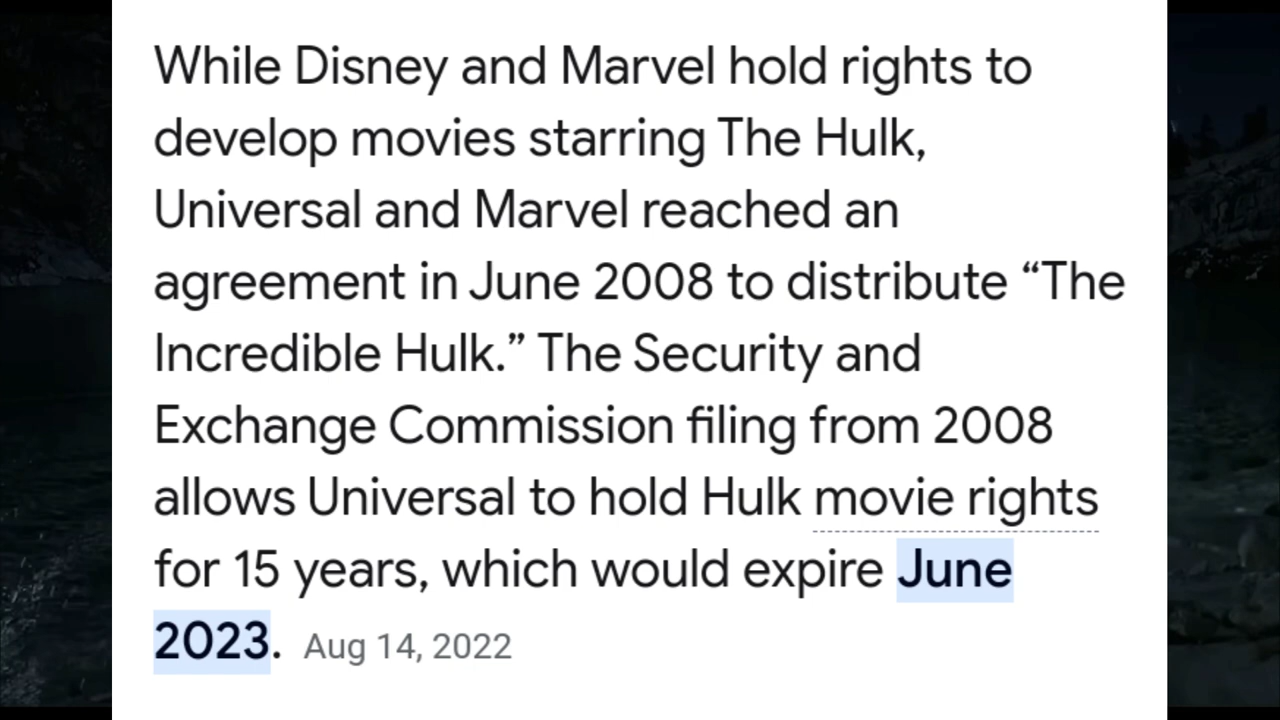 While Disney and Marvel hold rights to
develop movies starring The Hulk,
Universal and Marvel reached an
agreement in June 2008 to distribute “The
Incredible Hulk.” The Security and
Exchange Commission filing from 2008
allows Universal to hold Hulk movie rights
for 15 years, which would expire June
2023. Aug 14, 2022